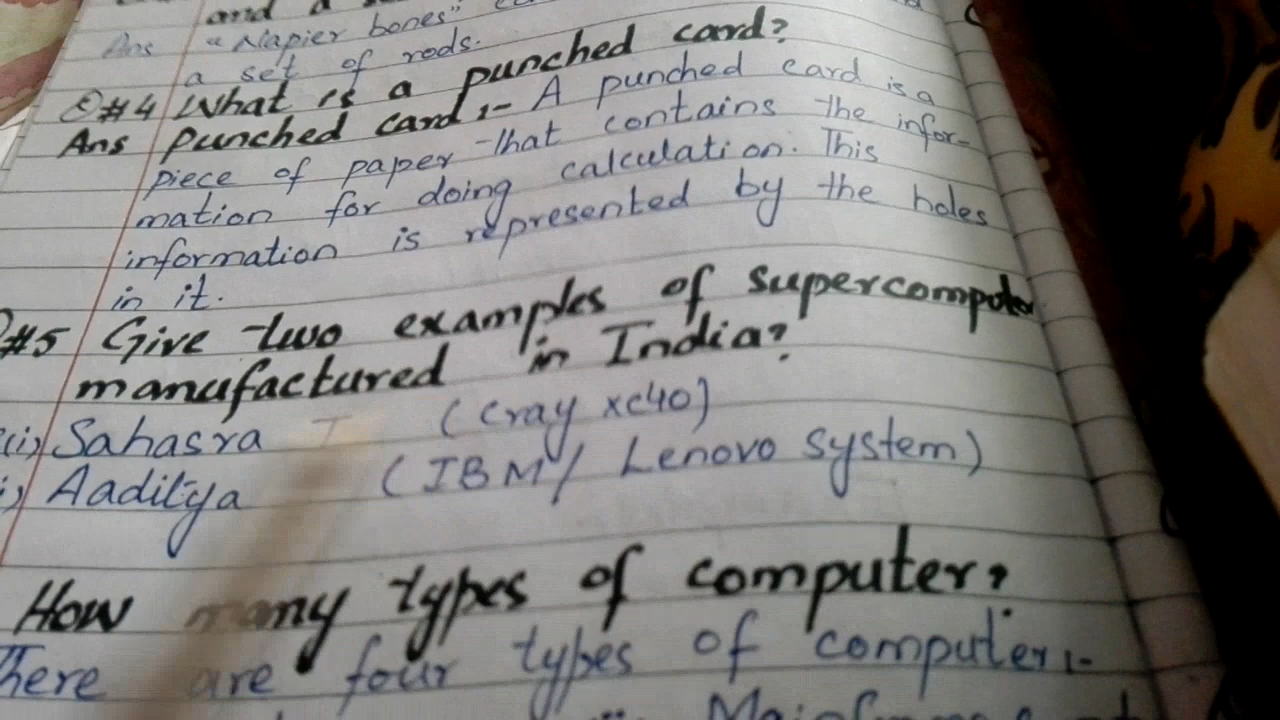 and a
Ans "Napier bones"
a set of rods.
Q#4 What is a punched card?
Ans Punched card :- A punched card is a
piece of paper that contains the infor-
mation for doing calculation. This
information is represented by the holes
in it.
#5 Give two examples of supercomputer
manufactured in India?
(i) Sahasra I (Cray xc40)
i) Aaditya (IBM / Lenovo System)
How many types of computer?
There are four types of computer :-